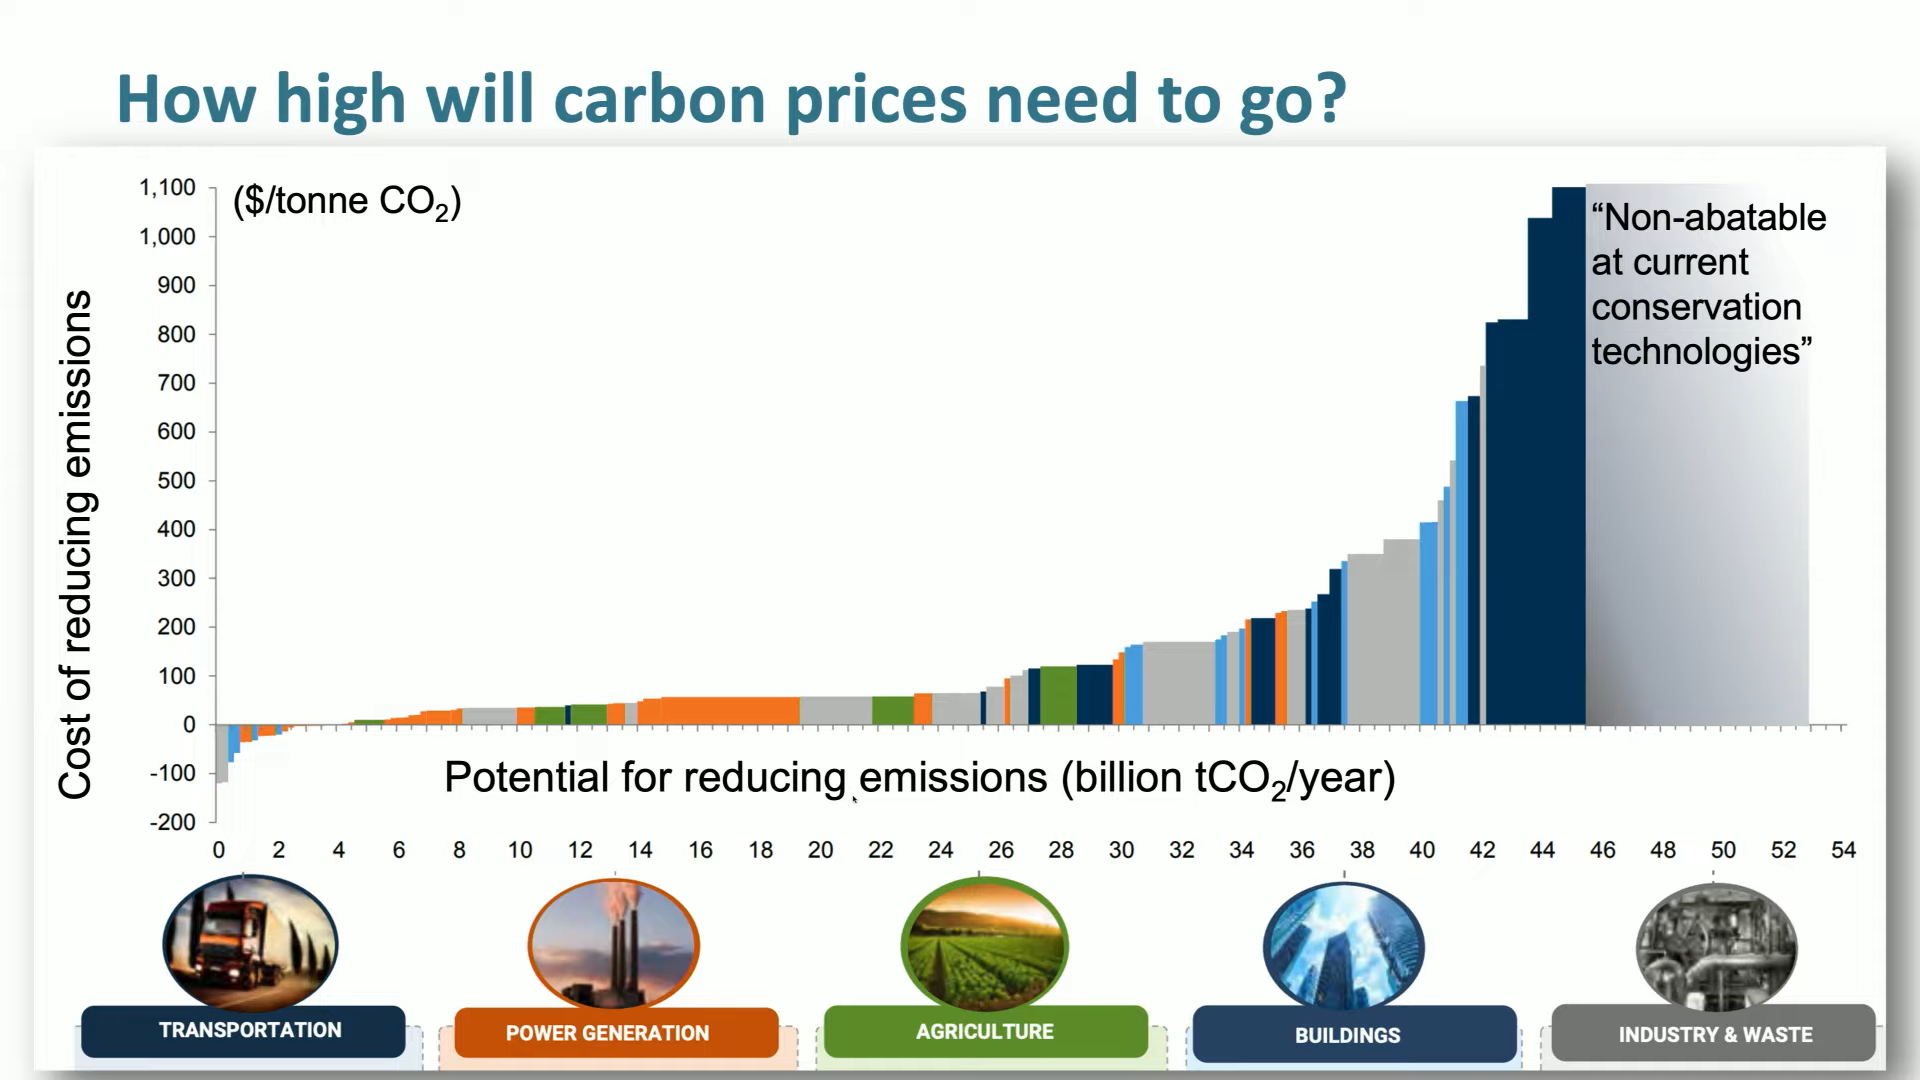 How high will carbon prices need to go?
($/tonne CO₂)
1,100
1,000
900
800
700
600
500
400
300
200
100
0
-100
-200
Cost of reducing emissions
“Non-abatable
at current
conservation
technologies”
Potential for reducing emissions (billion tCO₂/year)
0 2 4 6 8 10 12 14 16 18 20 22 24 26 28 30 32 34 36 38 40 42 44 46 48 50 52 54
TRANSPORTATION
POWER GENERATION
AGRICULTURE
BUILDINGS
INDUSTRY & WASTE